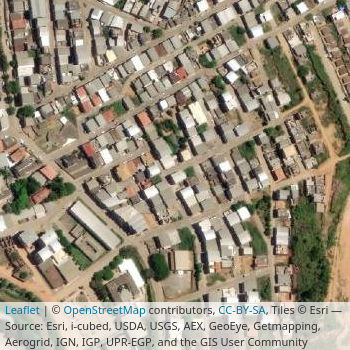 Leaflet | © OpenStreetMap contributors, CC-BY-SA, Tiles © Esri —
Source: Esri, i-cubed, USDA, USGS, AEX, GeoEye, Getmapping,
Aerogrid, IGN, IGP, UPR-EGP, and the GIS User Community